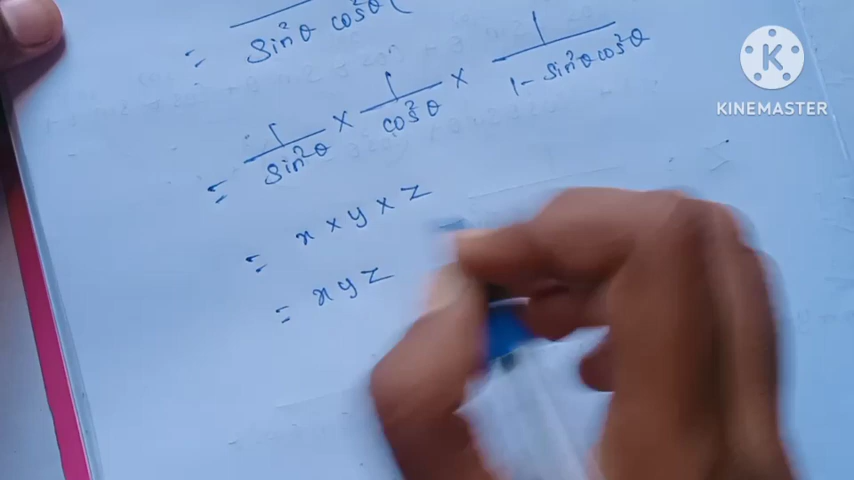 = sin²θ cos²θ(
= 1/sin²θ × 1/cos²θ × 1/1 - sin²θ cos²θ
= x × y × z
= xyz
K
KINEMASTER